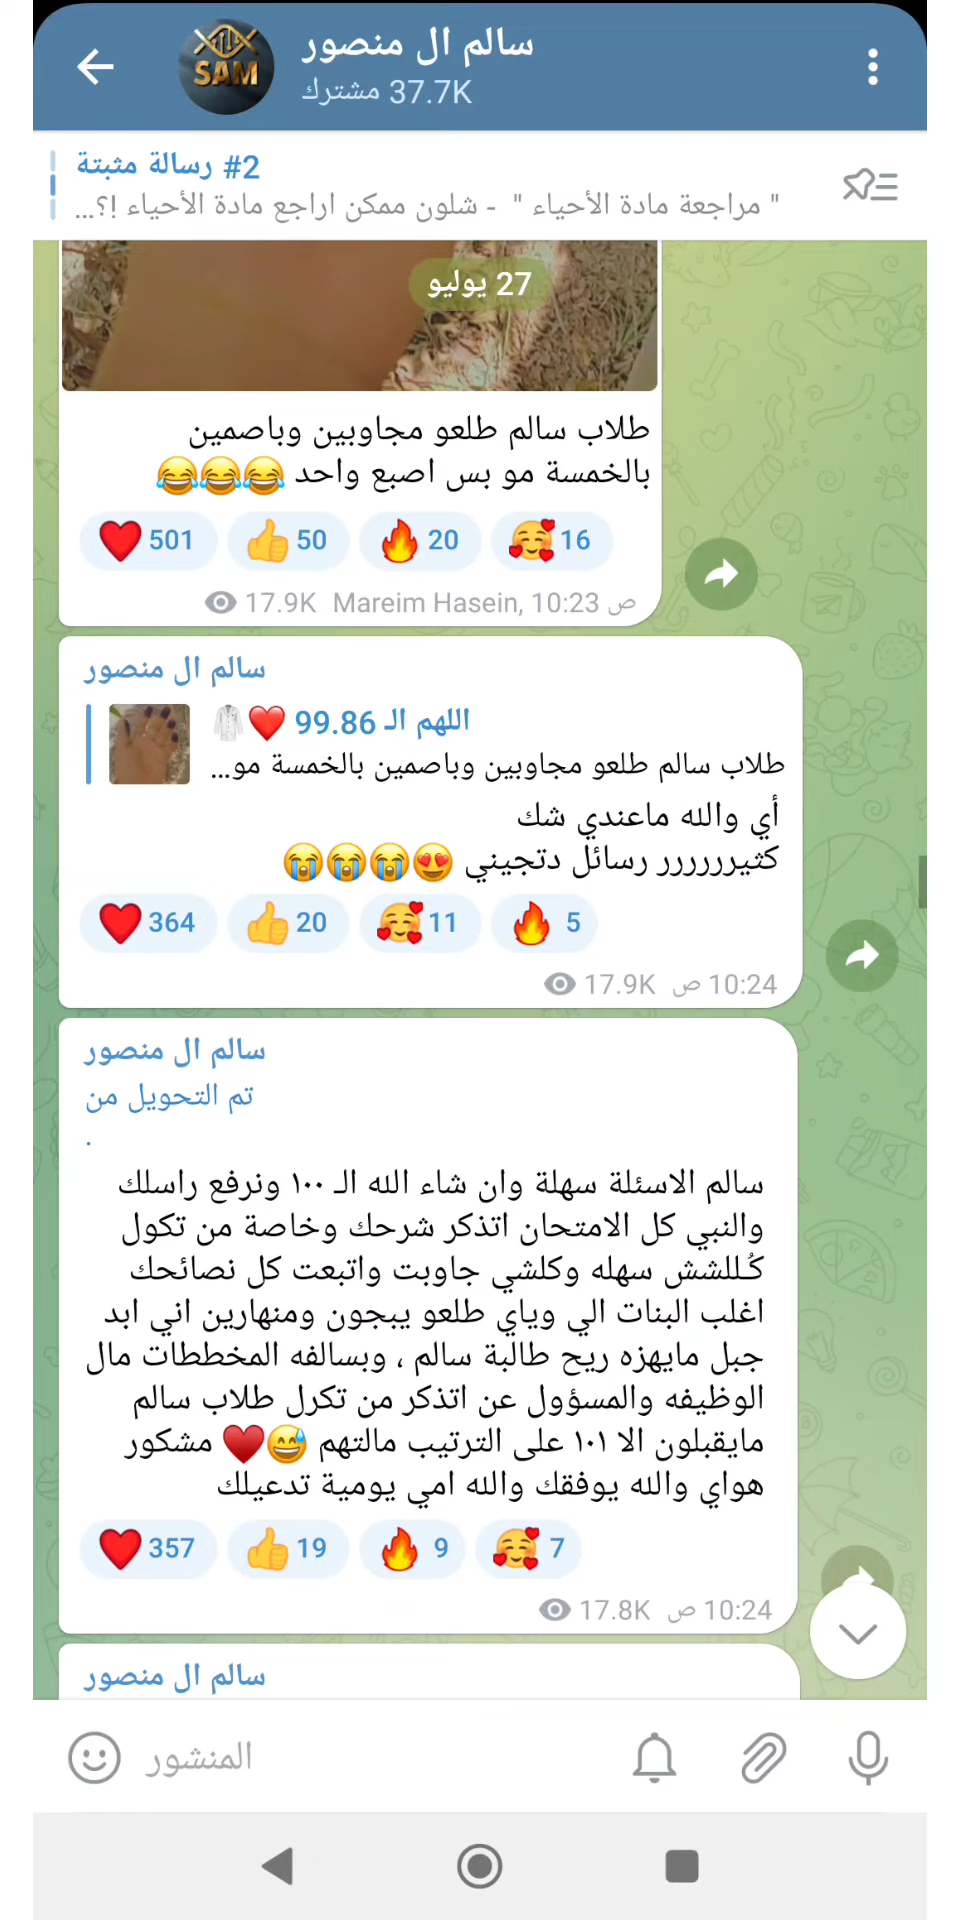 سالم ال منصور
37.7K مشترك
SAM
رسالة مثبتة #2
" مراجعة مادة الأحياء " - شلون ممكن اراجع مادة الأحياء !؟...
27 يوليو
طلاب سالم طلعو مجاوبين وباصمين
بالخمسة مو بس اصبع واحد 😂😂😂
❤️ 501 👍 50 🔥 20 🥰 16
17.9K Mareim Hasein, 10:23 ص
سالم ال منصور
اللهم الـ 99.86 ❤️🥼
طلاب سالم طلعو مجاوبين وباصمين بالخمسة مو...
أي والله ماعندي شك
كثيرررررر رسائل دتجيني 😍😭😭😭
❤️ 364 👍 20 🥰 11 🔥 5
17.9K 10:24 ص
سالم ال منصور
تم التحويل من
.
سالم الاسئلة سهلة وان شاء الله الـ ١٠٠ ونرفع راسلك
والنبي كل الامتحان اتذكر شرحك وخاصة من تكول
كُـللشش سهله وكلشي جاوبت واتبعت كل نصائحك
اغلب البنات الي وياي طلعو يبجون ومنهارين اني ابد
جبل مايهزه ريح طالبة سالم ، وبسالفه المخططات مال
الوظيفه والمسؤول عن اتذكر من تكرل طلاب سالم
مايقبلون الا ١٠١ على الترتيب مالتهم 😅♥️ مشكور
هواي والله يوفقك والله امي يومية تدعيلك
❤️ 357 👍 19 🔥 9 🥰 7
17.8K 10:24 ص
سالم ال منصور
المنشور